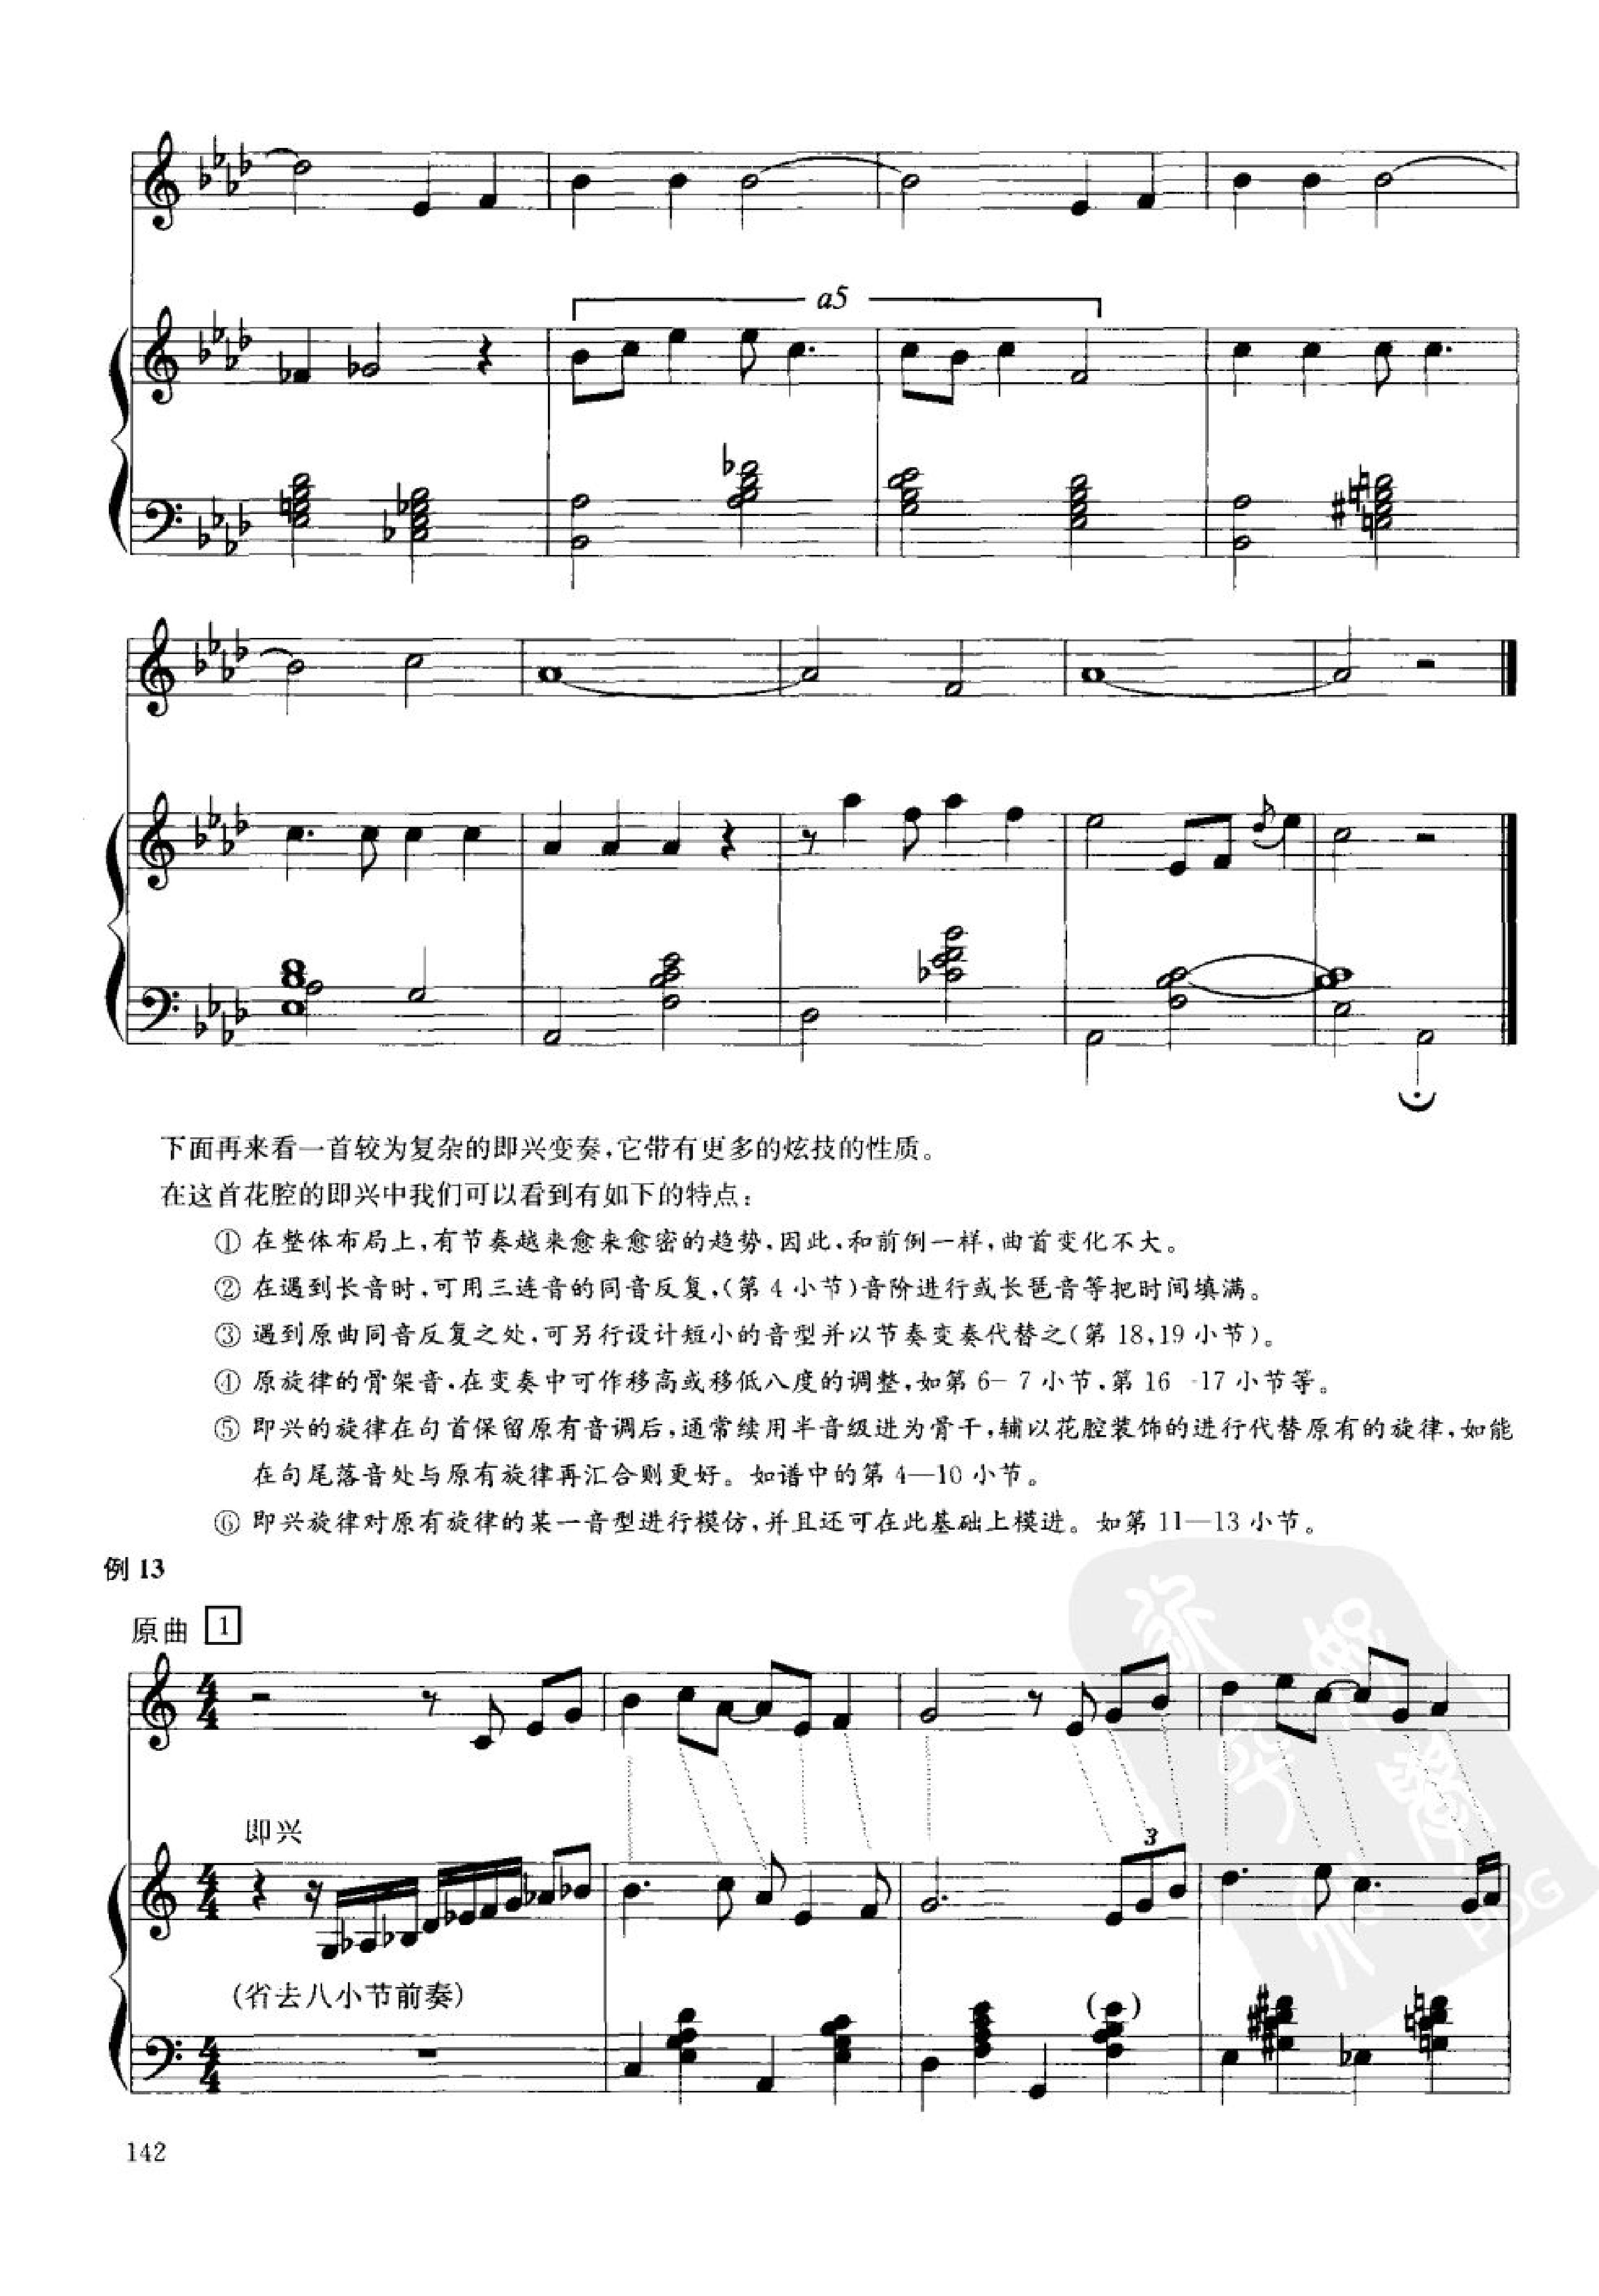 a5
下面再来看一首较为复杂的即兴变奏,它带有更多的炫技的性质。
在这首花腔的即兴中我们可以看到有如下的特点:
① 在整体布局上,有节奏越来愈来愈密的趋势,因此,和前例一样,曲首变化不大。
② 在遇到长音时,可用三连音的同音反复,(第 4 小节)音阶进行或长琶音等把时间填满。
③ 遇到原曲同音反复之处,可另行设计短小的音型并以节奏变奏代替之(第 18,19 小节)。
④ 原旋律的骨架音,在变奏中可作移高或移低八度的调整,如第 6- 7 小节,第 16 -17 小节等。
⑤ 即兴的旋律在句首保留原有音调后,通常续用半音级进为骨干,辅以花腔装饰的进行代替原有的旋律,如能
在句尾落音处与原有旋律再汇合则更好。如谱中的第 4—10 小节。
⑥ 即兴旋律对原有旋律的某一音型进行模仿,并且还可在此基础上模进。如第 11—13 小节。
例 13
原曲 1
4
4
即兴
3
4
4
(省去八小节前奏)
4
4
PDG
142